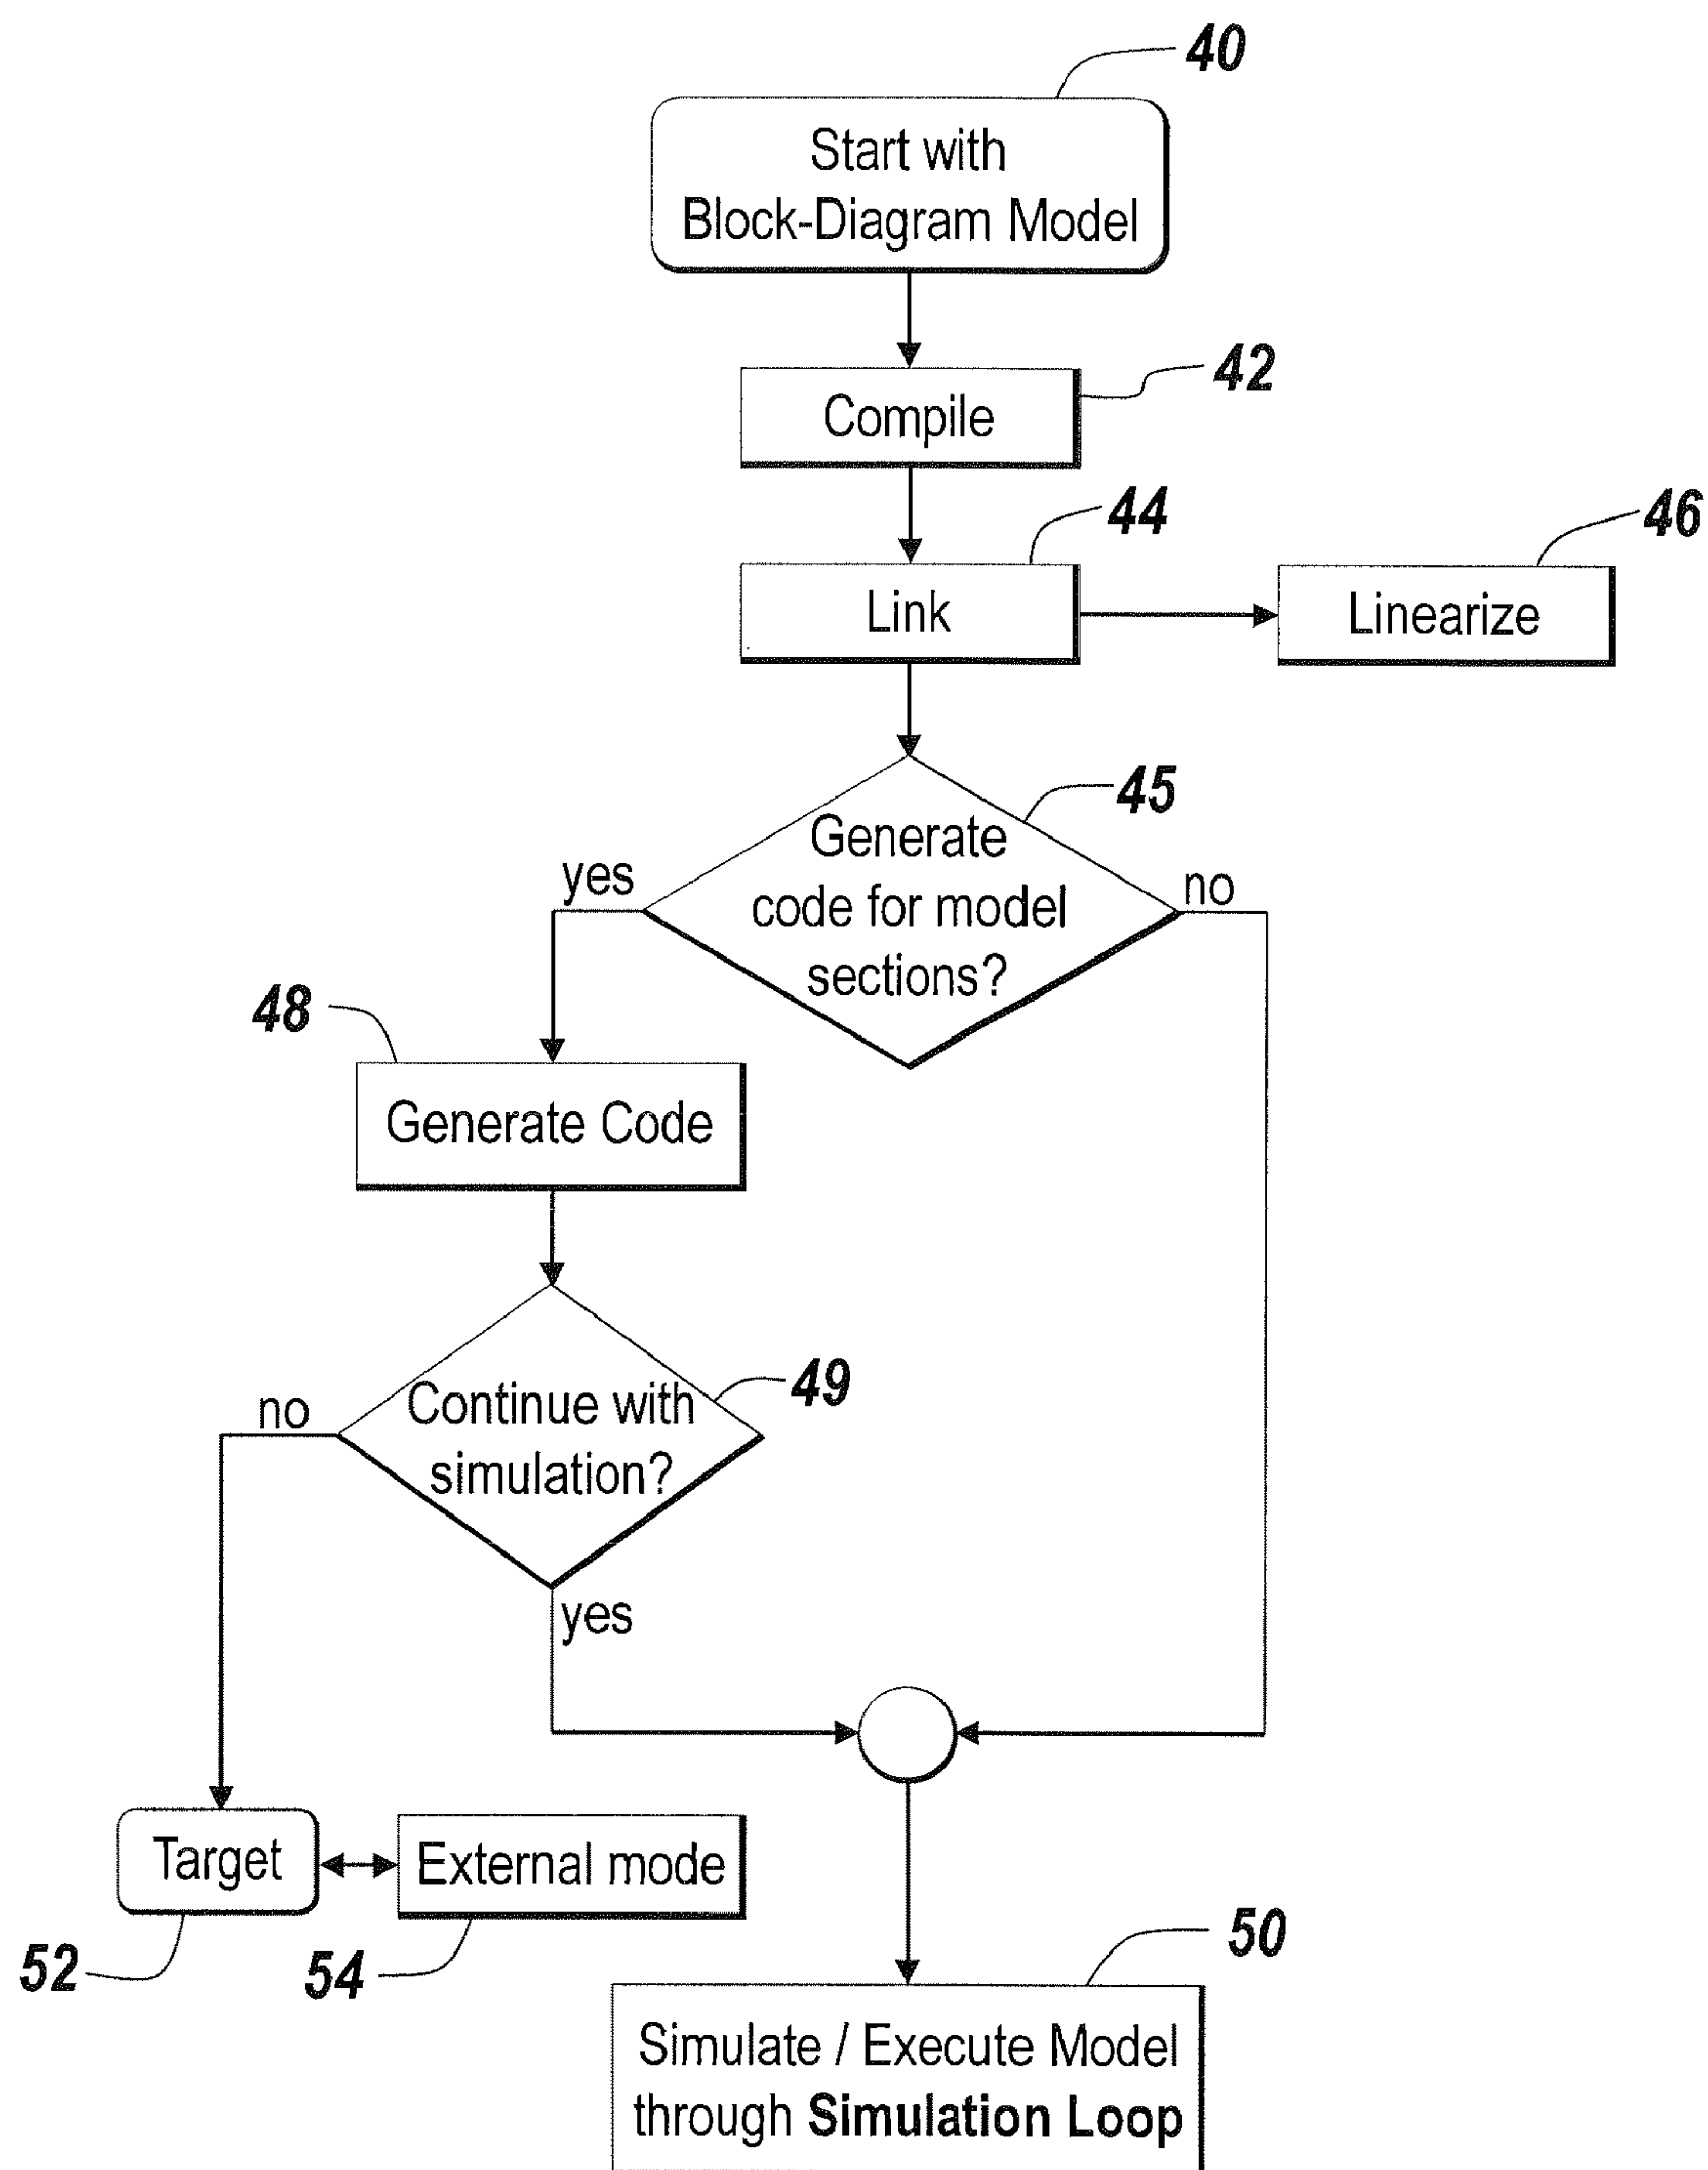 40
Start with
Block-Diagram Model
42
Compile
44
46
Link
Linearize
45
Generate
code for model
sections?
yes
no
48
Generate Code
49
Continue with
simulation?
no
yes
Target
External mode
52
54
50
Simulate / Execute Model
through Simulation Loop